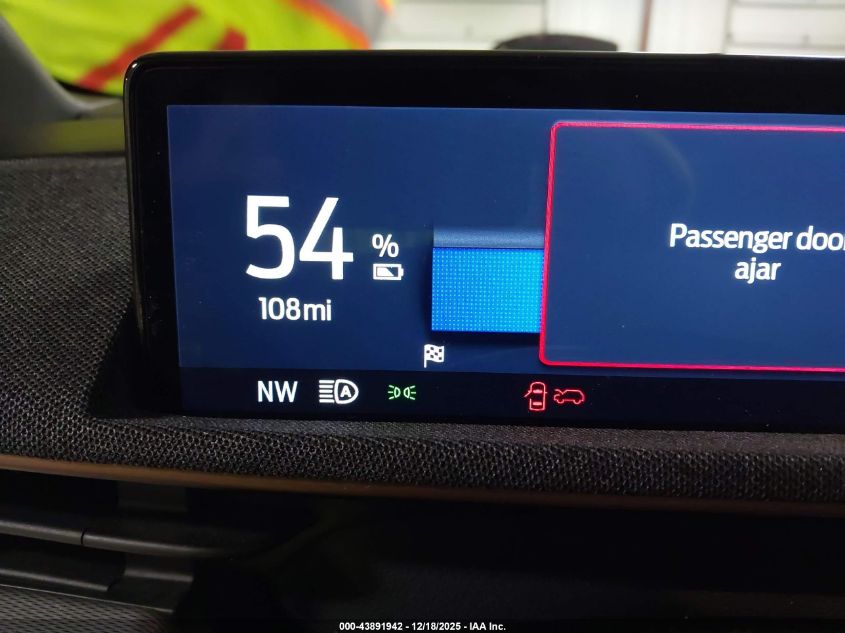 54 %
108mi
Passenger door
ajar
NW
A
000-43891942 - 12/18/2025 - IAA Inc.